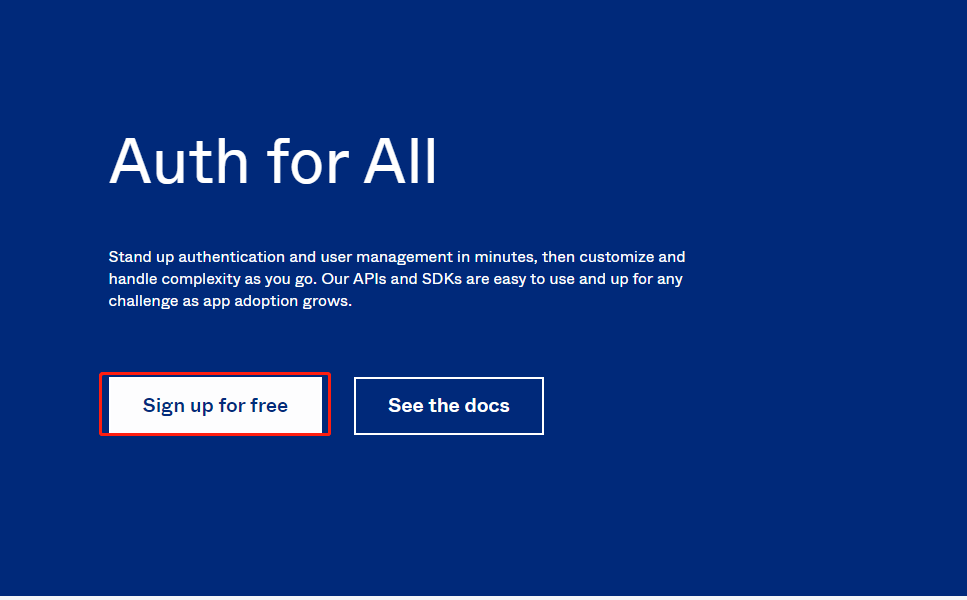 Auth for All
Stand up authentication and user management in minutes, then customize and
handle complexity as you go. Our APIs and SDKs are easy to use and up for any
challenge as app adoption grows.
Sign up for free
See the docs